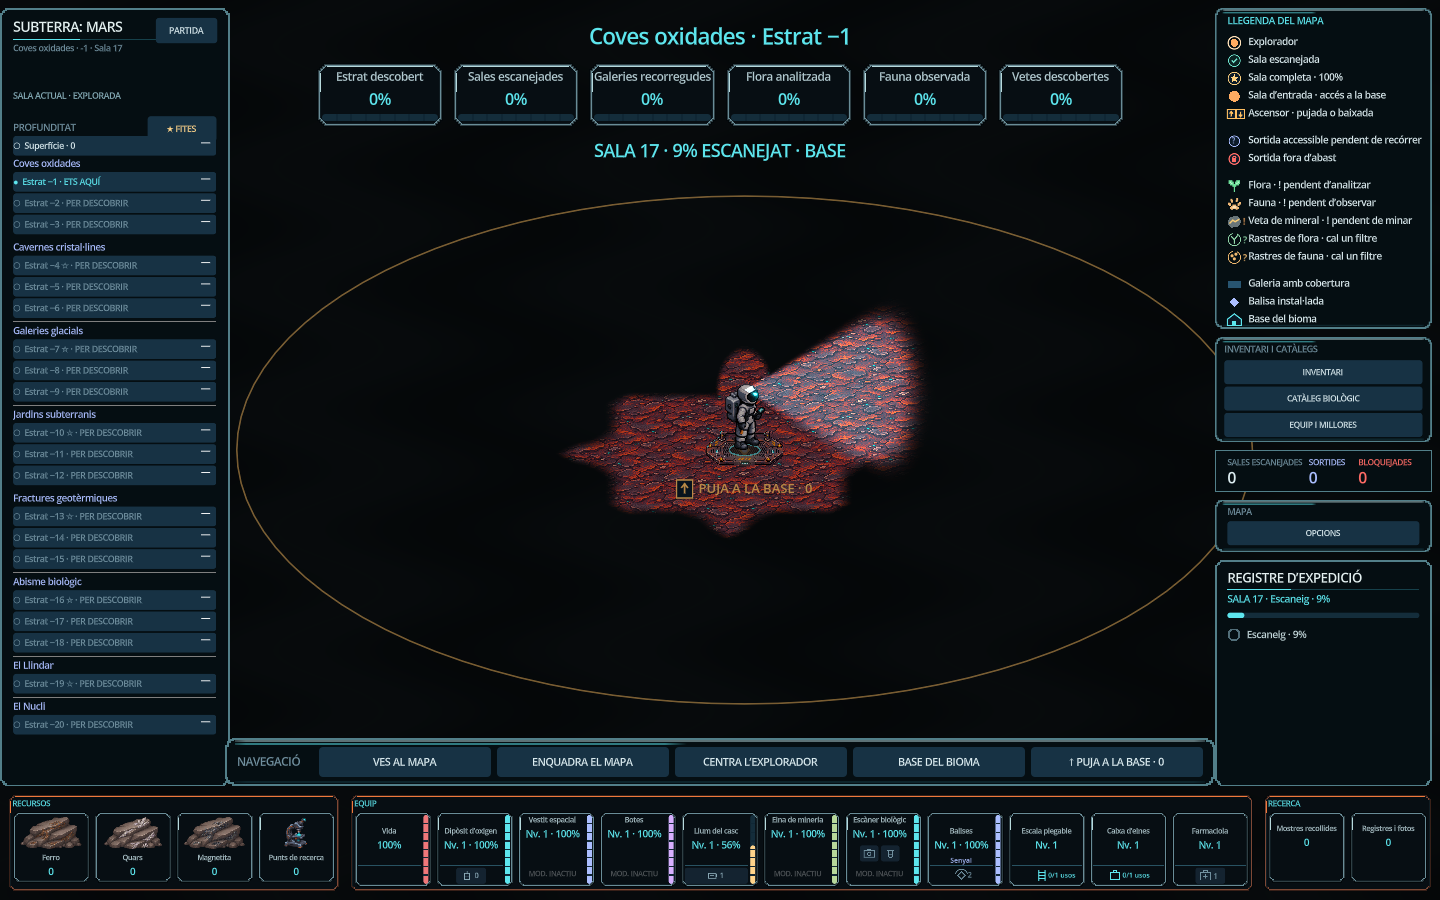 SUBTERRA: MARS
PARTIDA
Coves oxidades · -1 · Sala 17
SALA ACTUAL · EXPLORADA
PROFUNDITAT
★ FITES
Superfície · 0
Coves oxidades
Estrat −1 · ETS AQUÍ
Estrat −2 · PER DESCOBRIR
Estrat −3 · PER DESCOBRIR
Cavernes cristal·lines
Estrat −4 ☆ · PER DESCOBRIR
Estrat −5 · PER DESCOBRIR
Estrat −6 · PER DESCOBRIR
Galeries glacials
Estrat −7 ☆ · PER DESCOBRIR
Estrat −8 · PER DESCOBRIR
Estrat −9 · PER DESCOBRIR
Jardins subterranis
Estrat −10 ☆ · PER DESCOBRIR
Estrat −11 · PER DESCOBRIR
Estrat −12 · PER DESCOBRIR
Fractures geotèrmiques
Estrat −13 ☆ · PER DESCOBRIR
Estrat −14 · PER DESCOBRIR
Estrat −15 · PER DESCOBRIR
Abisme biològic
Estrat −16 ☆ · PER DESCOBRIR
Estrat −17 · PER DESCOBRIR
Estrat −18 · PER DESCOBRIR
El Llindar
Estrat −19 ☆ · PER DESCOBRIR
El Nucli
Estrat −20 · PER DESCOBRIR
Coves oxidades · Estrat −1
Estrat descobert
0%
Sales escanejades
0%
Galeries recorregudes
0%
Flora analitzada
0%
Fauna observada
0%
Vetes descobertes
0%
SALA 17 · 9% ESCANEJAT · BASE
↑ PUJA A LA BASE · 0
NAVEGACIÓ
VES AL MAPA
ENQUADRA EL MAPA
CENTRA L'EXPLORADOR
BASE DEL BIOMA
↑ PUJA A LA BASE · 0
LLEGENDA DEL MAPA
Explorador
Sala escanejada
Sala completa · 100%
Sala d'entrada · accés a la base
Ascensor · pujada o baixada
Sortida accessible pendent de recórrer
Sortida fora d'abast
Flora · ! pendent d'analitzar
Fauna · ! pendent d'observar
! Veta de mineral · ! pendent de minar
? Rastres de flora · cal un filtre
? Rastres de fauna · cal un filtre
Galeria amb cobertura
Balisa instal·lada
Base del bioma
INVENTARI I CATÀLEGS
INVENTARI
CATÀLEG BIOLÒGIC
EQUIP I MILLORES
SALES ESCANEJADES
0
SORTIDES
0
BLOQUEJADES
0
MAPA
OPCIONS
REGISTRE D'EXPEDICIÓ
SALA 17 · Escaneig · 9%
Escaneig · 9%
RECURSOS
Ferro
0
Quars
0
Magnetita
0
Punts de recerca
0
EQUIP
Vida
100%
Dipòsit d'oxigen
Nv. 1 · 100%
0
Vestit espacial
Nv. 1 · 100%
MOD. INACTIU
Botes
Nv. 1 · 100%
MOD. INACTIU
Llum del casc
Nv. 1 · 56%
1
Eina de mineria
Nv. 1 · 100%
MOD. INACTIU
Escàner biològic
Nv. 1 · 100%
MOD. INACTIU
Balises
Nv. 1 · 100%
Senyal
2
Escala plegable
Nv. 1
0/1 usos
Caixa d'eines
Nv. 1
0/1 usos
Farmaciola
Nv. 1
1
RECERCA
Mostres recollides
0
Registres i fotos
0